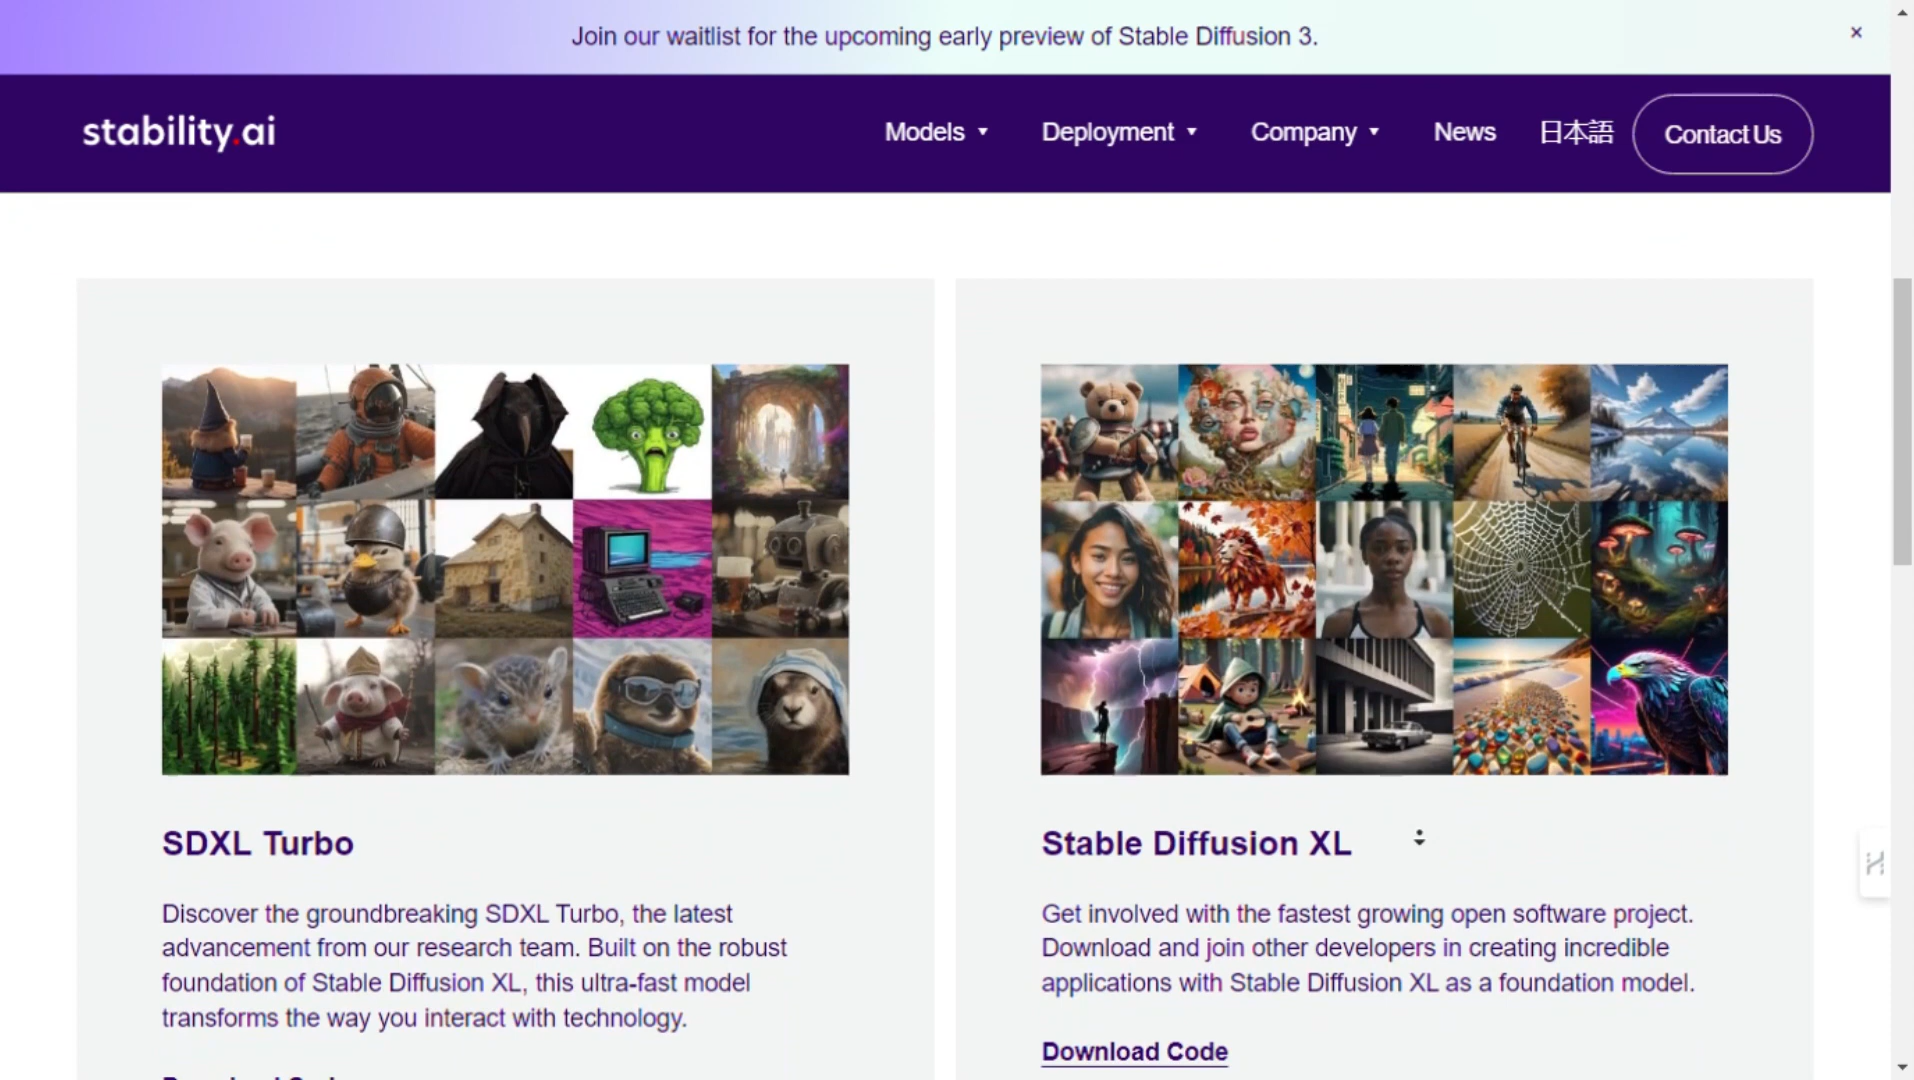 Join our waitlist for the upcoming early preview of Stable Diffusion 3.
×
stability.ai
Models
Deployment
Company
News
日本語
Contact Us
SDXL Turbo
Discover the groundbreaking SDXL Turbo, the latest
advancement from our research team. Built on the robust
foundation of Stable Diffusion XL, this ultra-fast model
transforms the way you interact with technology.
Stable Diffusion XL
Get involved with the fastest growing open software project.
Download and join other developers in creating incredible
applications with Stable Diffusion XL as a foundation model.
Download Code